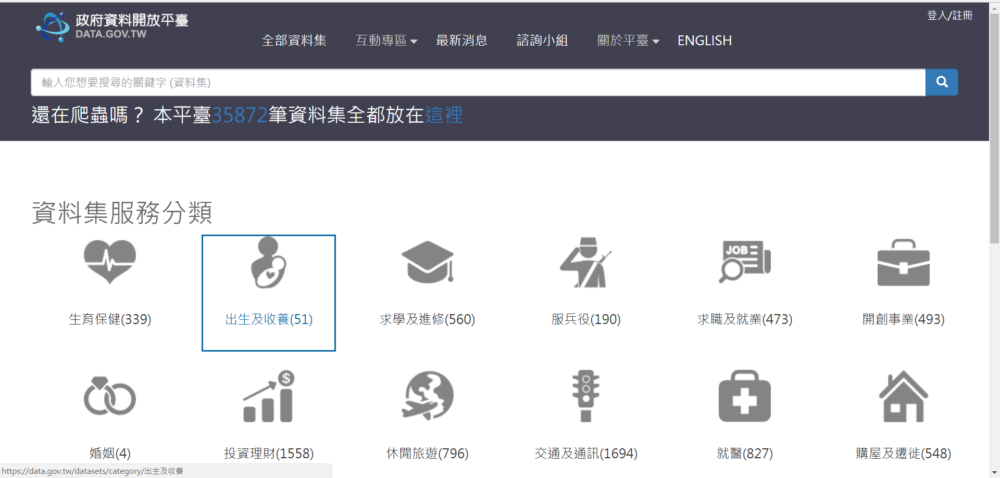 登入/註冊
政府資料開放平臺
DATA.GOV.TW
全部資料集 互動專區 最新消息 諮詢小組 關於平臺 ENGLISH
輸入您想要搜尋的關鍵字 (資料集)
還在爬蟲嗎？ 本平臺35872筆資料集全都放在這裡
資料集服務分類
JOB
生育保健(339) 出生及收養(51) 求學及進修(560) 服兵役(190) 求職及就業(473) 開創事業(493)
$
婚姻(4) 投資理財(1558) 休閒旅遊(796) 交通及通訊(1694) 就醫(827) 購屋及遷徙(548)
https://data.gov.tw/datasets/category/出生及收養